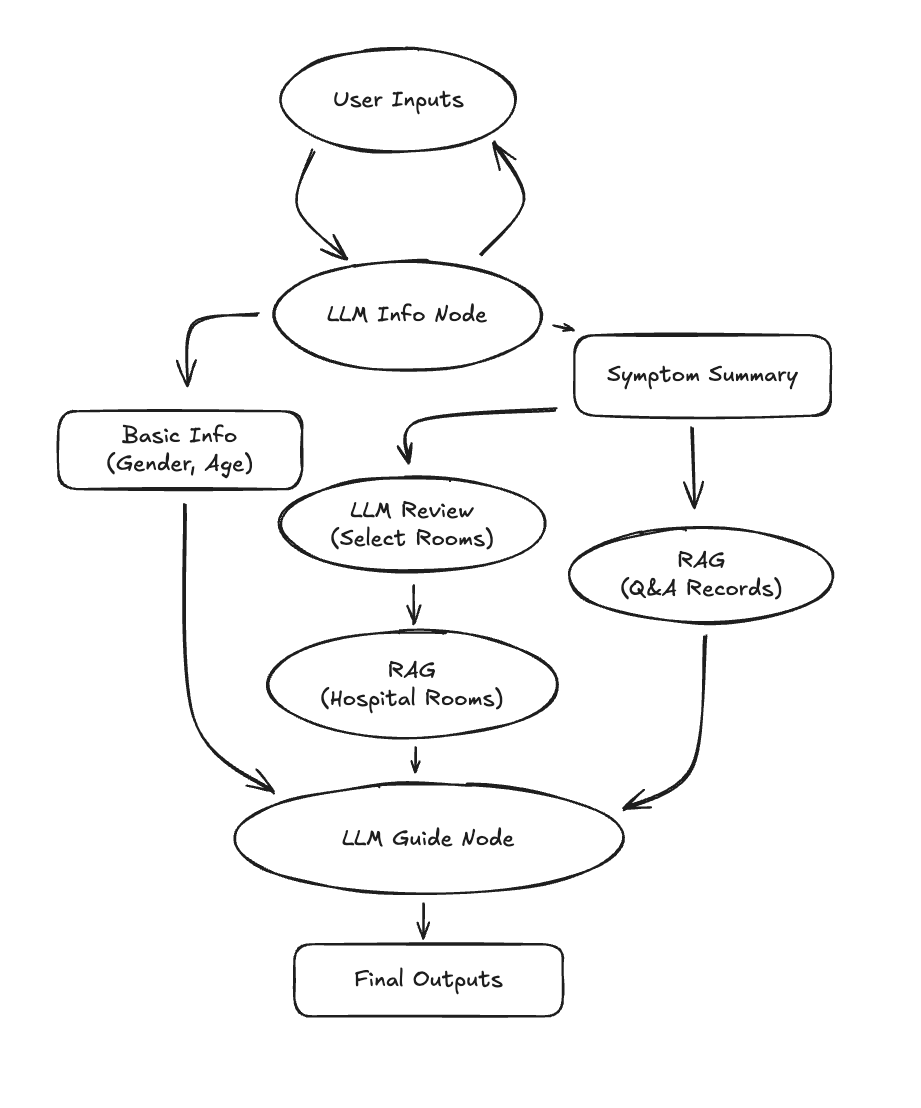 User Inputs
LLM Info Node
Symptom Summary
Basic Info
(Gender, Age)
LLM Review
(Select Rooms)
RAG
(Q&A Records)
RAG
(Hospital Rooms)
LLM Guide Node
Final Outputs